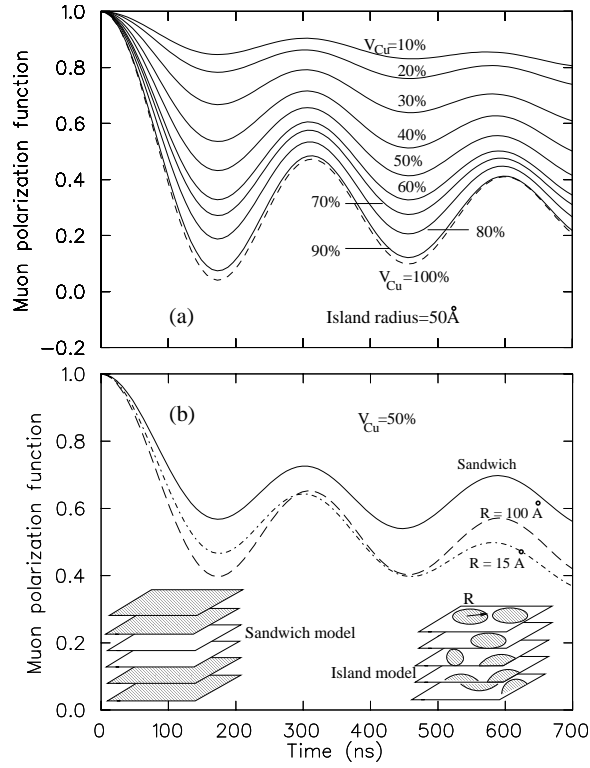 1.0
0.8
0.6
0.4
0.2
0.0
−0.2
Muon polarization function
V_Cu=10%
20%
30%
40%
50%
60%
70%
80%
90%
V_Cu=100%
(a)
Island radius=50Å
1.0
0.8
0.6
0.4
0.2
0.0
Muon polarization function
(b)
V_Cu=50%
Sandwich
R = 100 Å
R = 15 Å
R
Sandwich model
Island model
0 100 200 300 400 500 600 700
Time (ns)